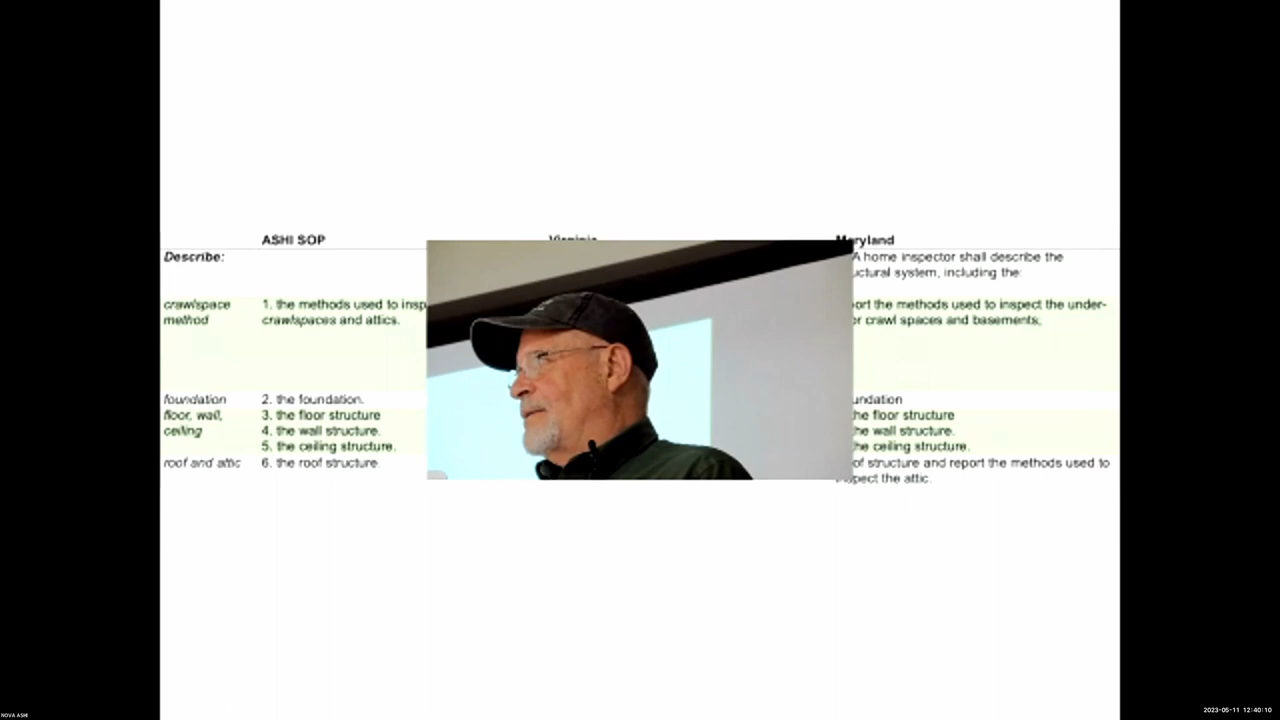 ASHI SOP Virginia Maryland
Describe: A home inspector shall describe the
uctural system, including the:
crawlspace 1. the methods used to insp ort the methods used to inspect the under-
method crawlspaces and attics. or crawl spaces and basements;
foundation 2. the foundation. undation
floor, wall, 3. the floor structure he floor structure
ceiling 4. the wall structure. he wall structure.
5. the ceiling structure. he ceiling structure.
roof and attic 6. the roof structure. of structure and report the methods used to
inspect the attic.
NOVA ASHI
2023-05-11 12:40:10